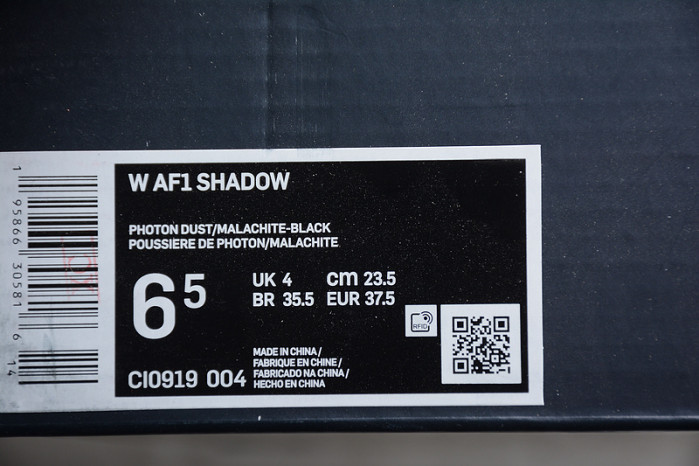 W AF1 SHADOW
PHOTON DUST/MALACHITE-BLACK
POUSSIERE DE PHOTON/MALACHITE
6 5
UK 4 cm 23.5
BR 35.5 EUR 37.5
RFID
CI0919 004
MADE IN CHINA /
FABRIQUE EN CHINE /
FABRICADO NA CHINA /
HECHO EN CHINA
1 95866 30581 6 14